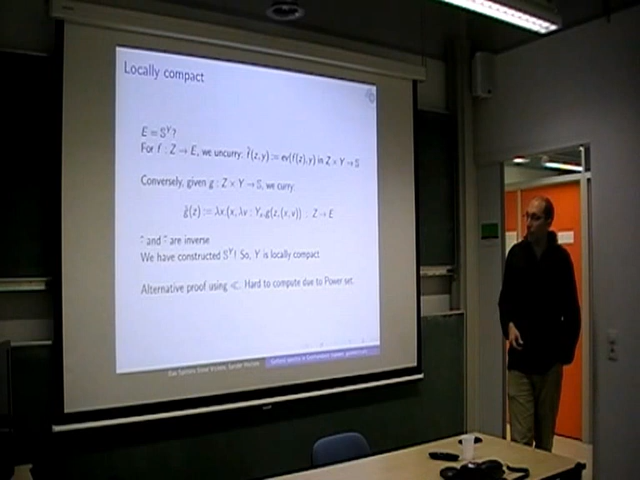 Locally compact
E = 𝕊^Y?
For f : Z → E, we uncurry: f̂(z, y) := ev(f(z), y) in Z × Y → 𝕊
Conversely, given g : Z × Y → 𝕊, we curry:
ĝ(z) := λx.(x, λv : Yₓ.g(z, (x, v)) : Z → E
and are inverse
We have constructed 𝕊^Y! So, Y is locally compact
Alternative proof using ≪. Hard to compute due to Power set.